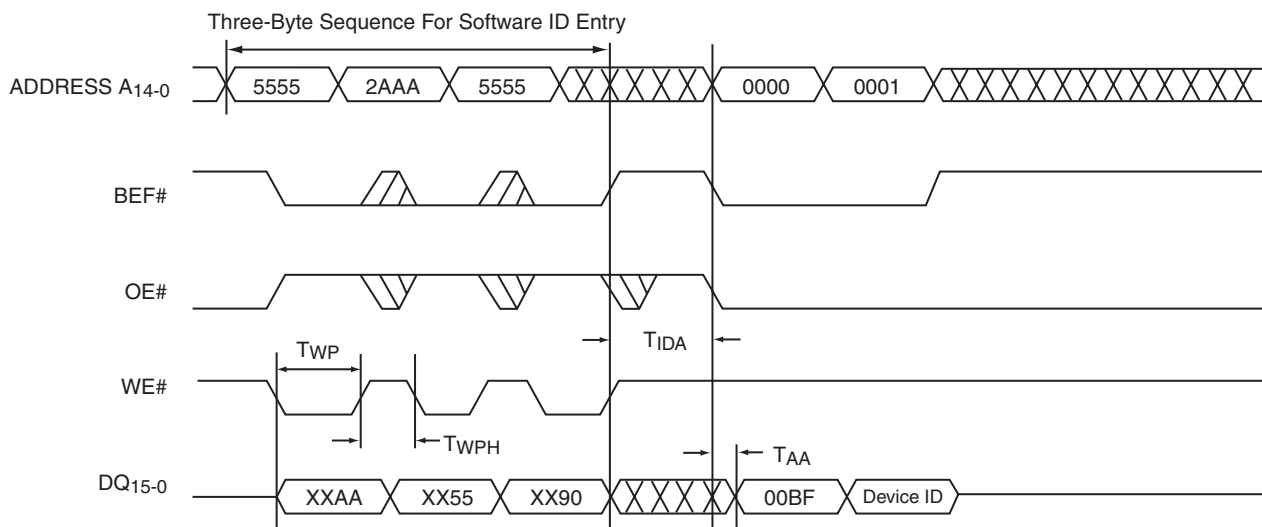 Three-Byte Sequence For Software ID Entry
ADDRESS A14-0
5555
2AAA
5555
0000
0001
BEF#
OE#
TIDA
TWP
WE#
TWPH
TAA
DQ15-0
XXAA
XX55
XX90
00BF
Device ID